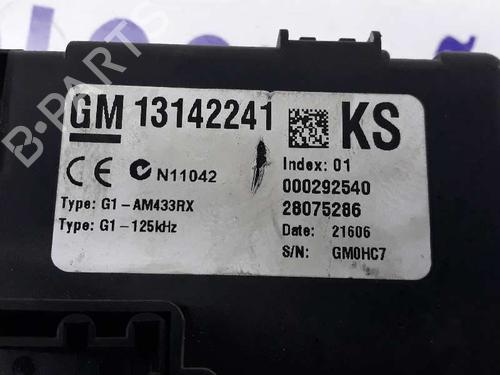 GM 13142241 KS
CE N11042
Index: 01
000292540
Type: G1-AM433RX
28075286
Type: G1-125kHz
Date: 21606
S/N: GM0HC7
B-PARTS